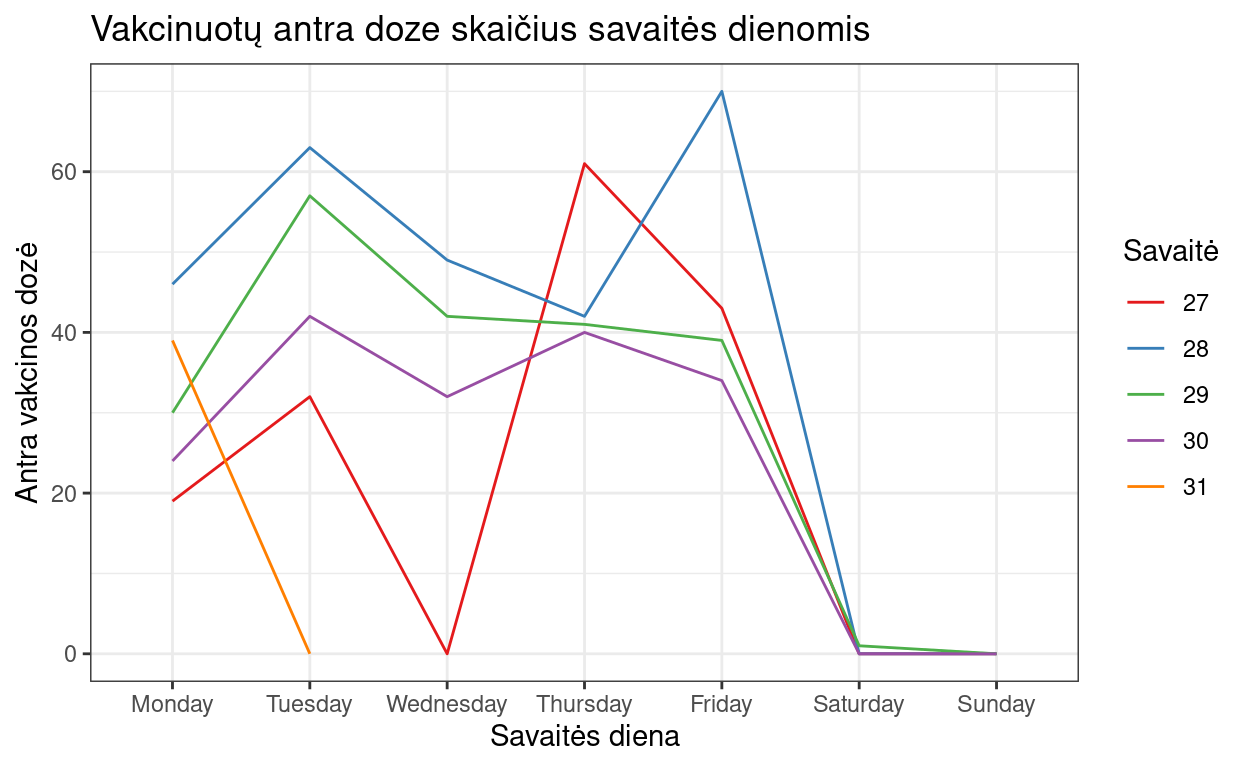 Vakcinuotų antra doze skaičius savaitės dienomis
Antra vakcinos dozė
60
40
20
0
Monday Tuesday Wednesday Thursday Friday Saturday Sunday
Savaitės diena
Savaitė
27
28
29
30
31